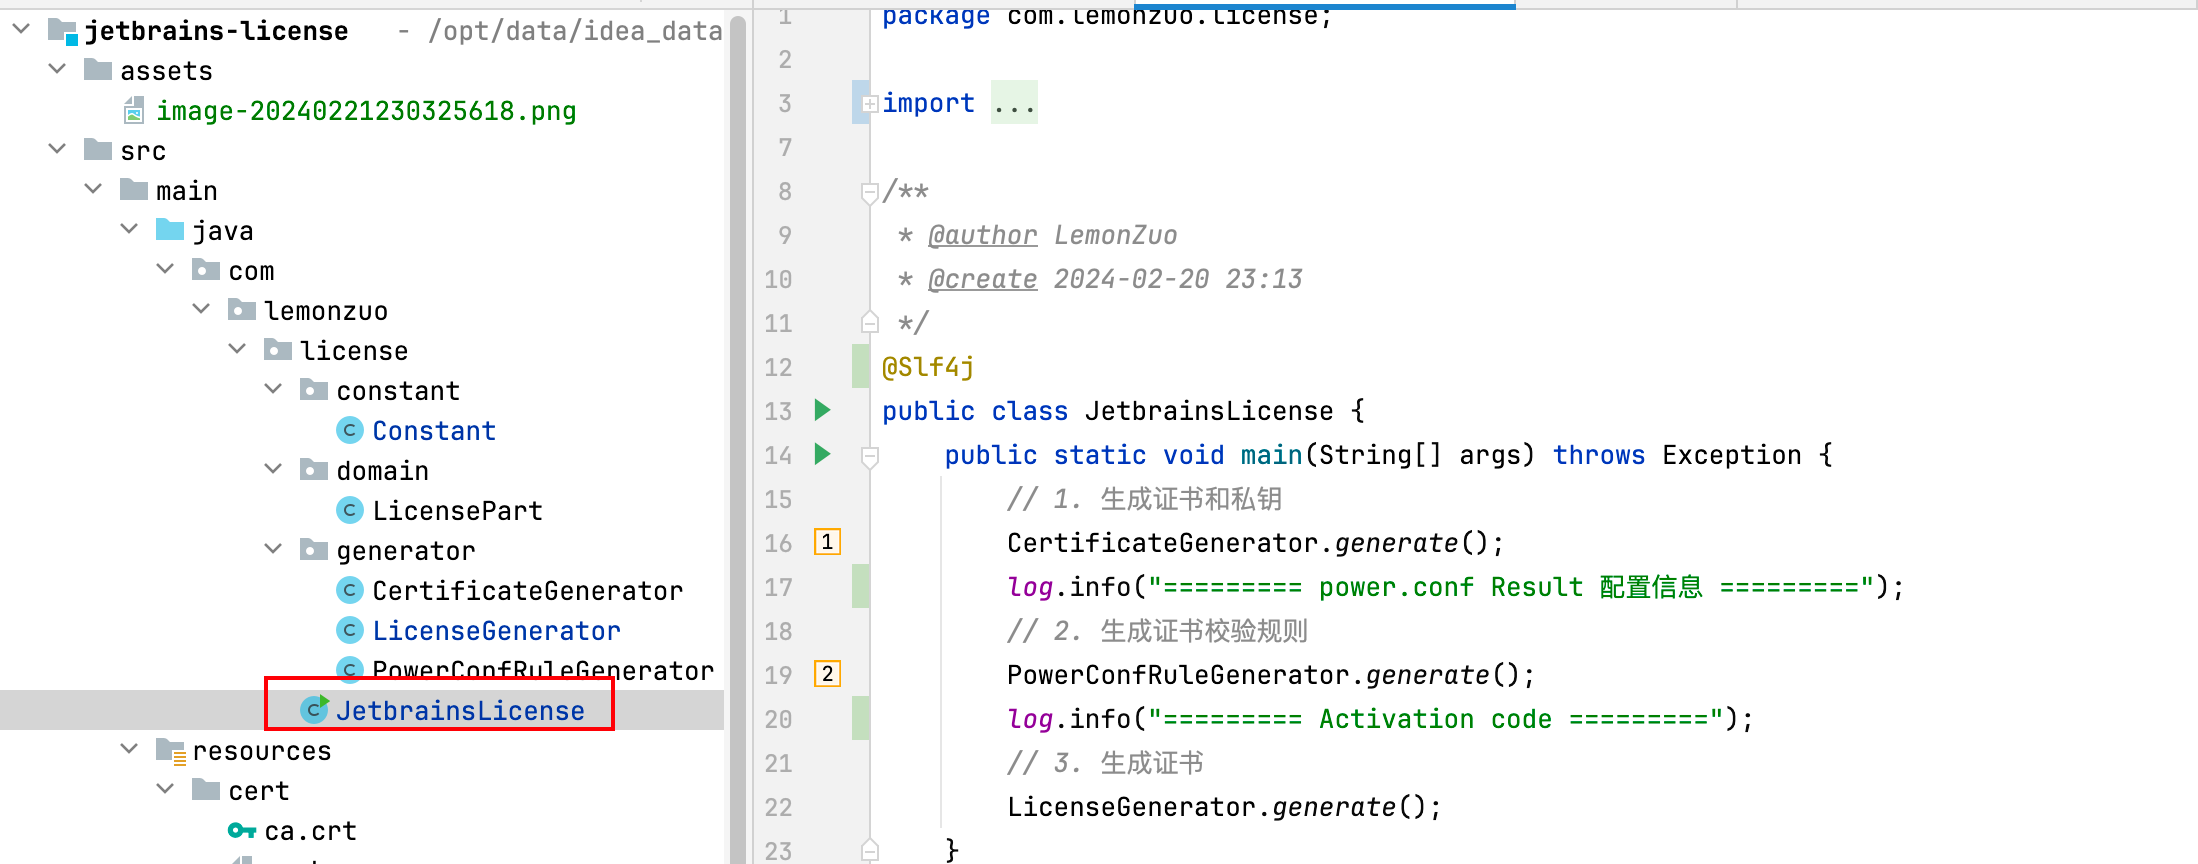 jetbrains-license - /opt/data/idea_data
assets
image-20240221230325618.png
src
main
java
com
lemonzuo
license
constant
Constant
domain
LicensePart
generator
CertificateGenerator
LicenseGenerator
PowerConfRuleGenerator
JetbrainsLicense
resources
cert
ca.crt
1 package com.lemonzuo.license;
2
3 import ...
7
8 /**
9 * @author LemonZuo
10 * @create 2024-02-20 23:13
11 */
12 @Slf4j
13 public class JetbrainsLicense {
14 public static void main(String[] args) throws Exception {
15 // 1. 生成证书和私钥
16 1 CertificateGenerator.generate();
17 log.info("========= power.conf Result 配置信息 =========");
18 // 2. 生成证书校验规则
19 2 PowerConfRuleGenerator.generate();
20 log.info("========= Activation code =========");
21 // 3. 生成证书
22 LicenseGenerator.generate();
23 }